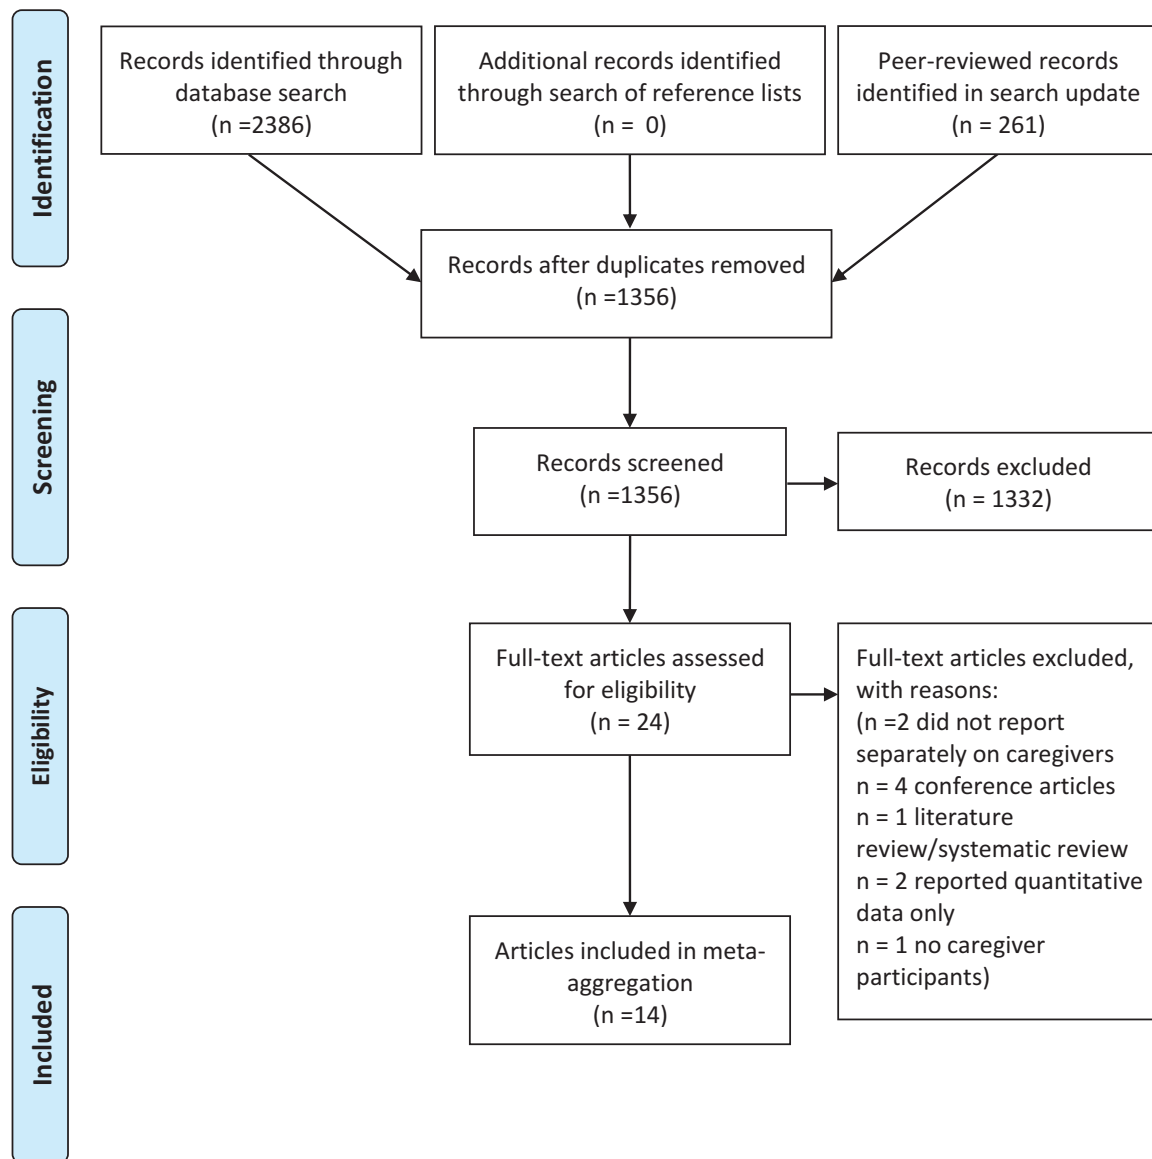 Identification
Records identified through
database search
(n =2386)
Additional records identified
through search of reference lists
(n =  0)
Peer-reviewed records
identified in search update
(n = 261)
Records after duplicates removed
(n =1356)
Screening
Records screened
(n =1356)
Records excluded
(n = 1332)
Eligibility
Full-text articles assessed
for eligibility
(n = 24)
Full-text articles excluded,
with reasons:
(n =2 did not report
separately on caregivers
n = 4 conference articles
n = 1 literature
review/systematic review
n = 2 reported quantitative
data only
n = 1 no caregiver
participants)
Included
Articles included in meta-
aggregation
(n =14)